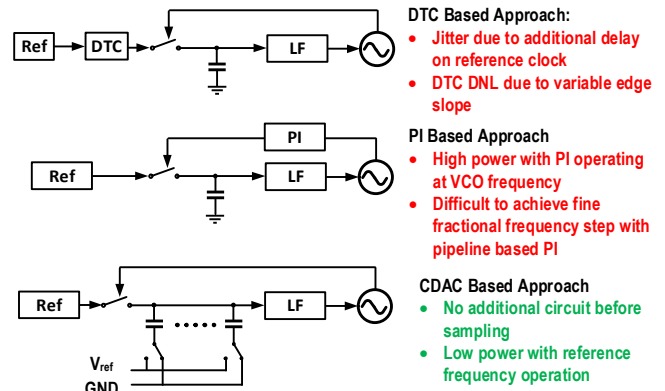 DTC Based Approach:
Ref
DTC
LF
• Jitter due to additional delay
on reference clock
• DTC DNL due to variable edge
slope
PI Based Approach
PI
Ref
LF
• High power with PI operating
at VCO frequency
• Difficult to achieve fine
fractional frequency step with
pipeline based PI
CDAC Based Approach
Ref
LF
Vref
GND
• No additional circuit before
sampling
• Low power with reference
frequency operation